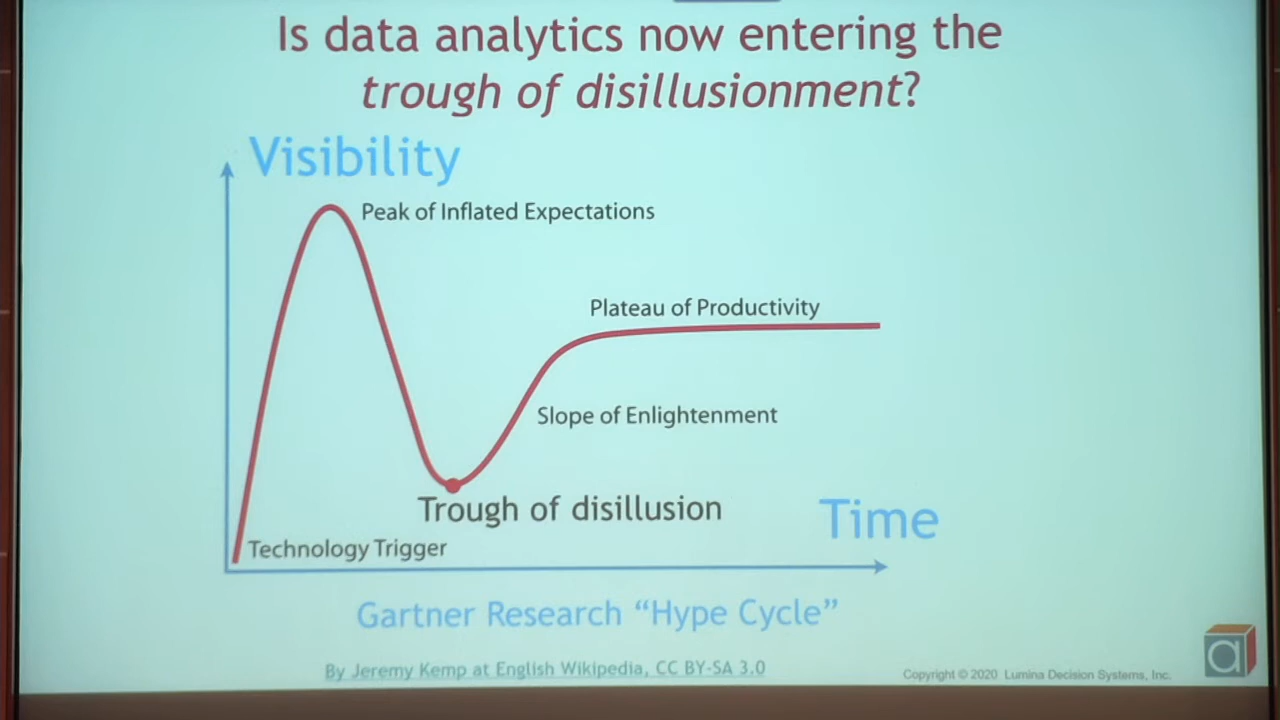 Is data analytics now entering the
trough of disillusionment?
Visibility
Peak of Inflated Expectations
Plateau of Productivity
Slope of Enlightenment
Trough of disillusion
Time
Technology Trigger
Gartner Research “Hype Cycle”
By Jeremy Kemp at English Wikipedia, CC BY-SA 3.0
Copyright © 2020 Lumina Decision Systems, Inc.
a